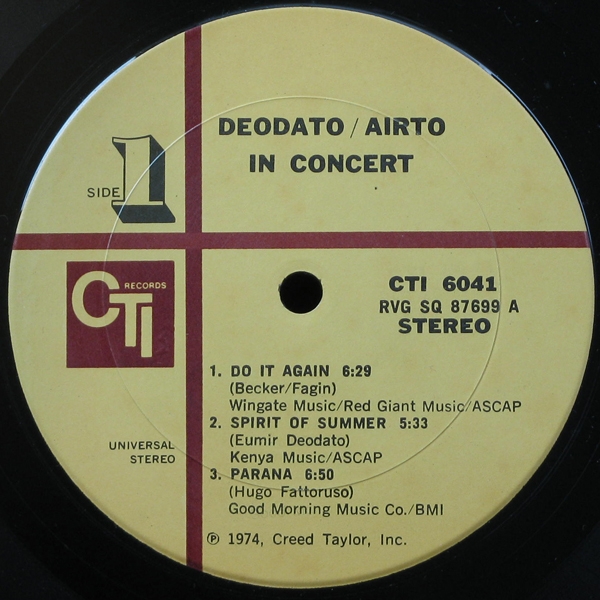 DEODATO / AIRTO
IN CONCERT
SIDE 1
CTI RECORDS
CTI 6041
RVG SQ 87699 A
STEREO
1. DO IT AGAIN 6:29
(Becker/Fagin)
Wingate Music/Red Giant Music/ASCAP
2. SPIRIT OF SUMMER 5:33
(Eumir Deodato)
Kenya Music/ASCAP
3. PARANA 6:50
(Hugo Fattoruso)
Good Morning Music Co./BMI
UNIVERSAL
STEREO
℗ 1974, Creed Taylor, Inc.